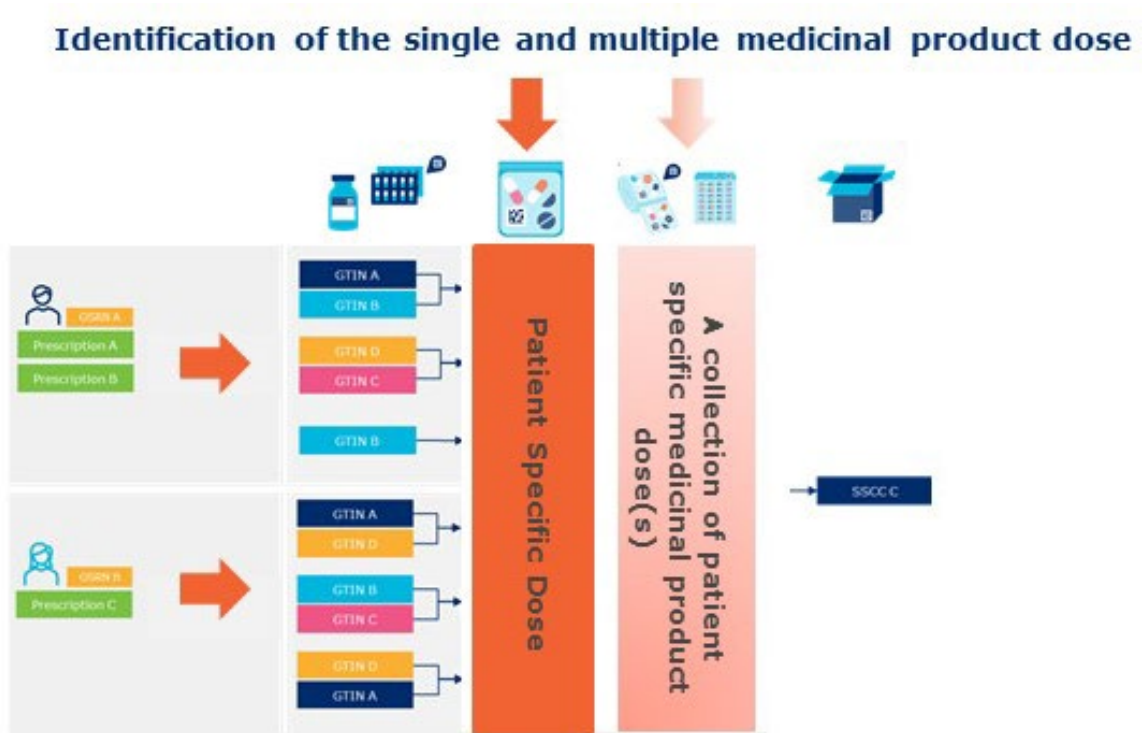 Identification of the single and multiple medicinal product dose
GSRN A
Prescription A
Prescription B
GTIN A
GTIN B
GTIN D
GTIN C
GTIN B
GSRN B
Prescription C
GTIN A
GTIN D
GTIN B
GTIN C
GTIN D
GTIN A
Patient Specific Dose
A collection of patient
specific medicinal product
dose(s)
SSCC C